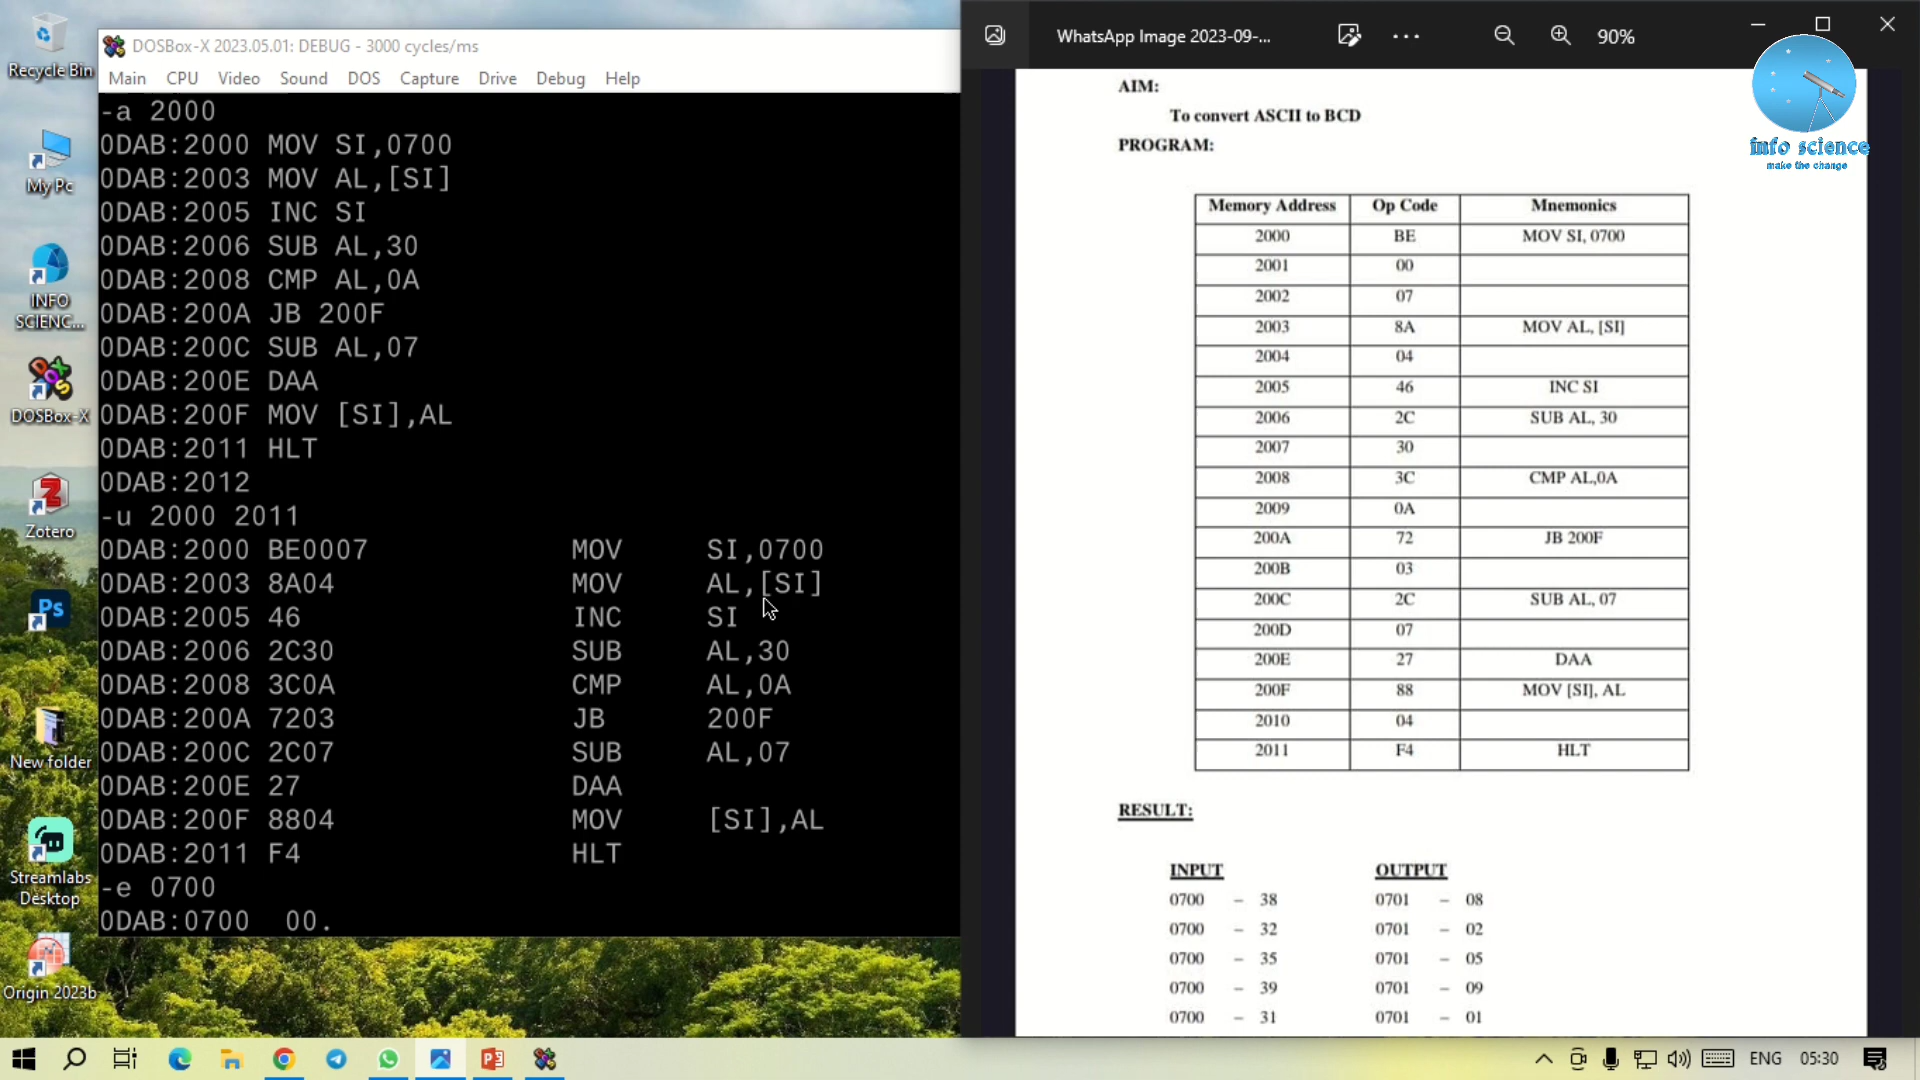 DOSBox-X 2023.05.01: DEBUG - 3000 cycles/ms
Main CPU Video Sound DOS Capture Drive Debug Help
-a 2000
0DAB:2000 MOV SI,0700
0DAB:2003 MOV AL,[SI]
0DAB:2005 INC SI
0DAB:2006 SUB AL,30
0DAB:2008 CMP AL,0A
0DAB:200A JB 200F
0DAB:200C SUB AL,07
0DAB:200E DAA
0DAB:200F MOV [SI],AL
0DAB:2011 HLT
0DAB:2012
-u 2000 2011
0DAB:2000 BE0007 MOV SI,0700
0DAB:2003 8A04 MOV AL,[SI]
0DAB:2005 46 INC SI
0DAB:2006 2C30 SUB AL,30
0DAB:2008 3C0A CMP AL,0A
0DAB:200A 7203 JB 200F
0DAB:200C 2C07 SUB AL,07
0DAB:200E 27 DAA
0DAB:200F 8804 MOV [SI],AL
0DAB:2011 F4 HLT
-e 0700
0DAB:0700 00.
Recycle Bin
My Pc
INFO
SCIENC...
DOSBox-X
Zotero
Ps
New folder
Streamlabs
Desktop
Origin 2023b
WhatsApp Image 2023-09-... 90%
info science
make the change
AIM:
To convert ASCII to BCD
PROGRAM:
Memory Address Op Code Mnemonics
2000 BE MOV SI, 0700
2001 00
2002 07
2003 8A MOV AL, [SI]
2004 04
2005 46 INC SI
2006 2C SUB AL, 30
2007 30
2008 3C CMP AL,0A
2009 0A
200A 72 JB 200F
200B 03
200C 2C SUB AL, 07
200D 07
200E 27 DAA
200F 88 MOV [SI], AL
2010 04
2011 F4 HLT
RESULT:
INPUT OUTPUT
0700 – 38 0701 – 08
0700 – 32 0701 – 02
0700 – 35 0701 – 05
0700 – 39 0701 – 09
0700 – 31 0701 – 01
ENG 05:30